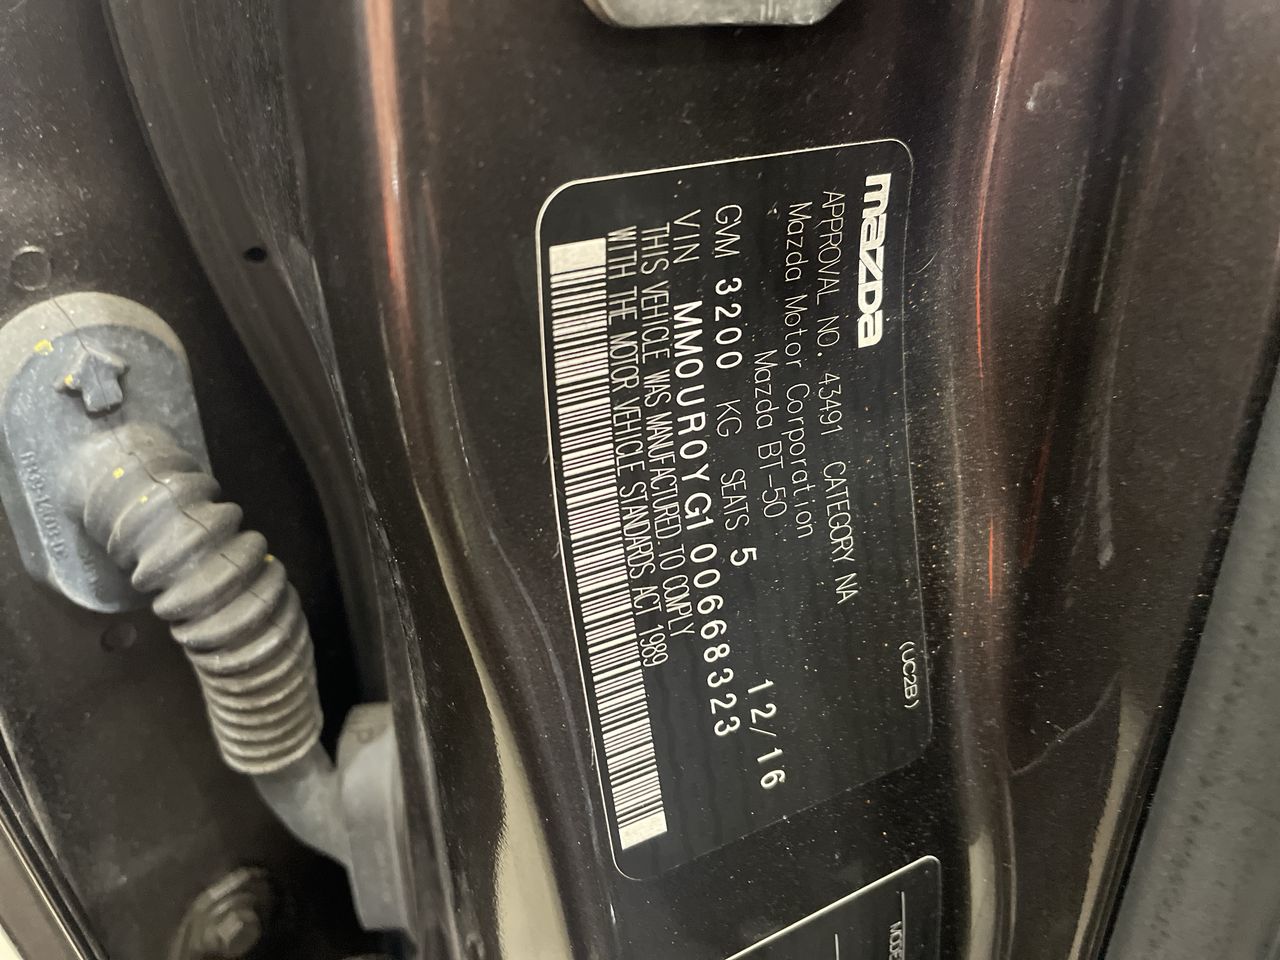 mazda
(UC2B)
APPROVAL NO. 43491 CATEGORY NA
Mazda Motor Corporation
Mazda BT-50
12/16
GVM 3200 KG SEATS 5
VIN MM0UR0YG100668323
THIS VEHICLE WAS MANUFACTURED TO COMPLY
WITH THE MOTOR VEHICLE STANDARDS ACT 1989